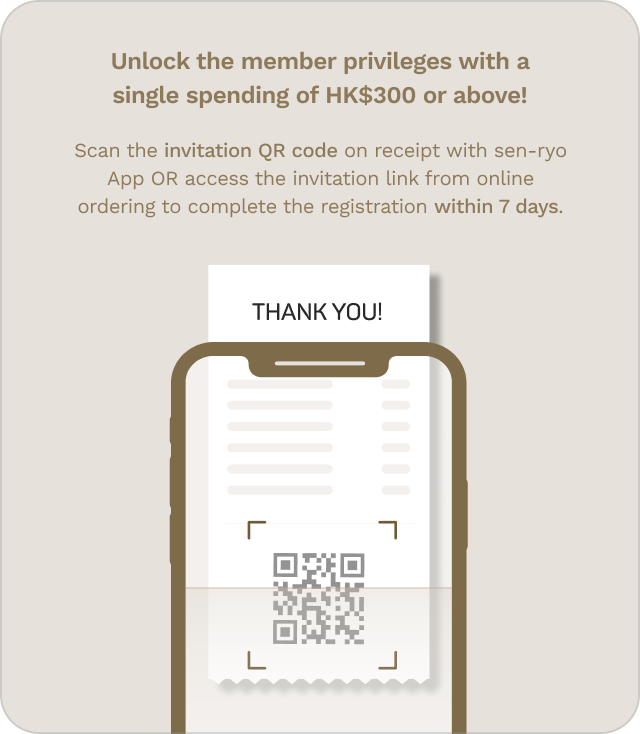 Unlock the member privileges with a
single spending of HK$300 or above!
Scan the invitation QR code on receipt with sen-ryo
App OR access the invitation link from online
ordering to complete the registration within 7 days.
THANK YOU!